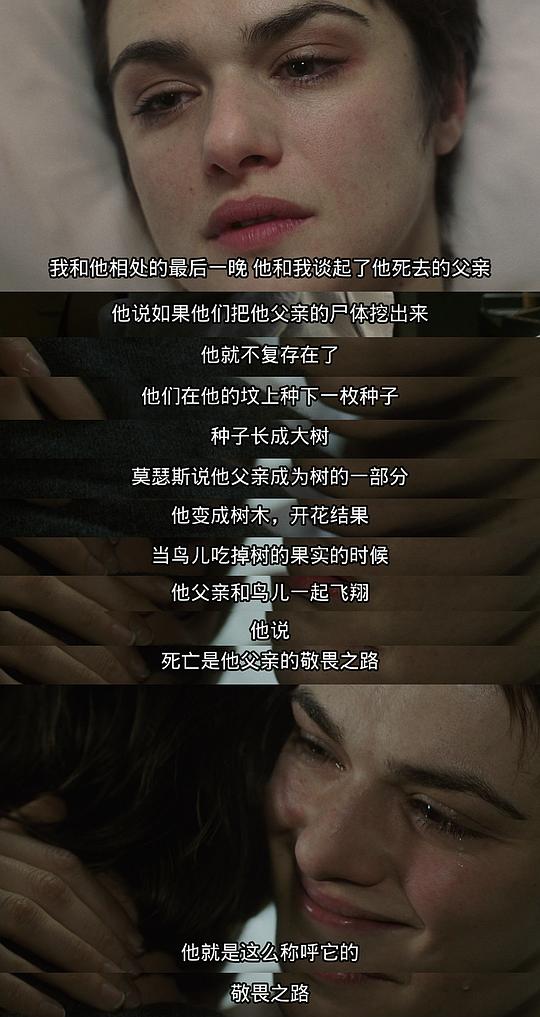 我和他相处的最后一晚 他和我谈起了他死去的父亲
他说如果他们把他父亲的尸体挖出来
他就不复存在了
他们在他的坟上种下一枚种子
种子长成大树
莫瑟斯说他父亲成为树的一部分
他变成树木，开花结果
当鸟儿吃掉树的果实的时候
他父亲和鸟儿一起飞翔
他说
死亡是他父亲的敬畏之路
他就是这么称呼它的
敬畏之路